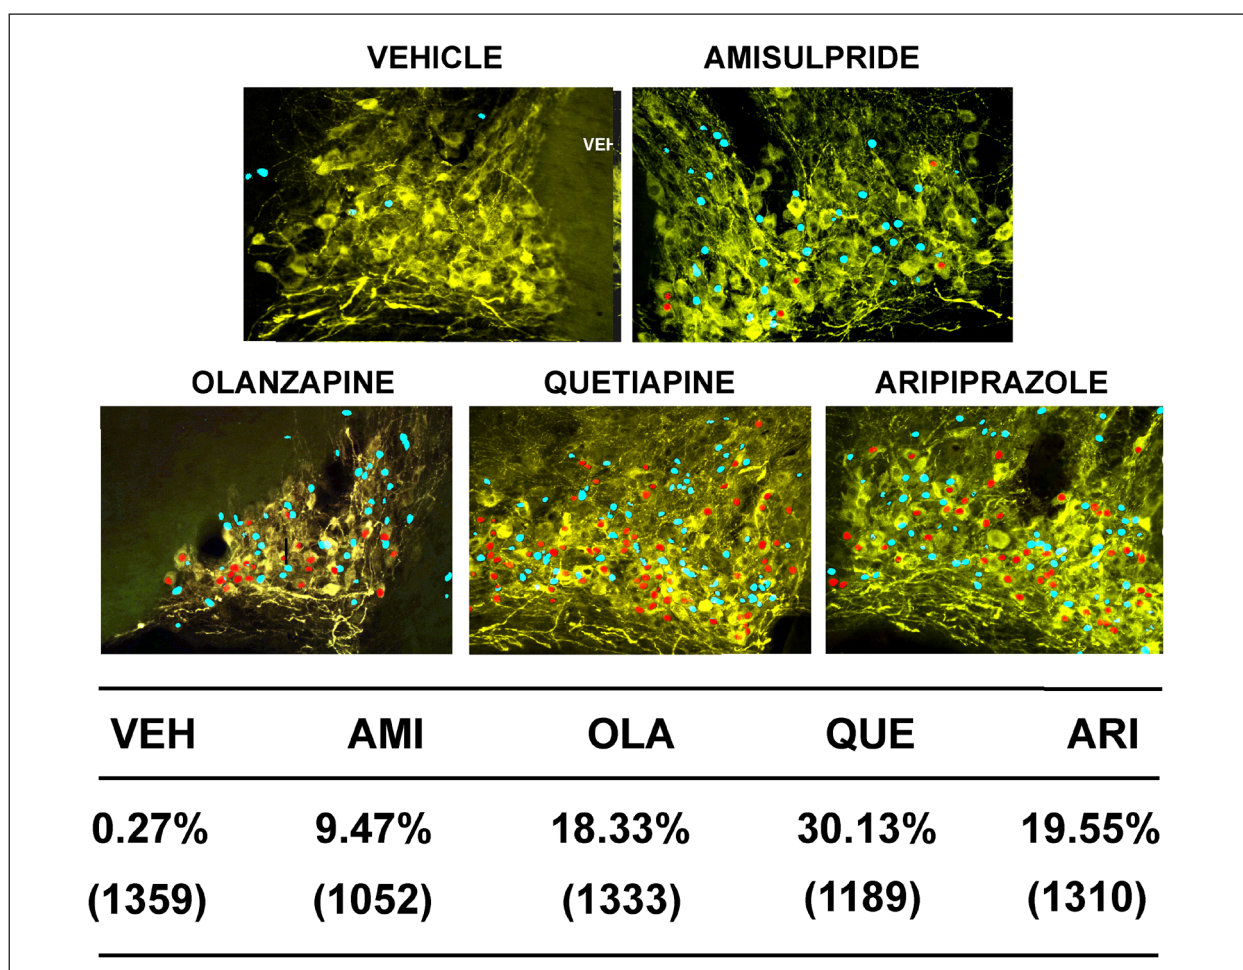 VEHICLE AMISULPRIDE
VEH
OLANZAPINE QUETIAPINE ARIPIPRAZOLE
VEH AMI OLA QUE ARI
0.27% 9.47% 18.33% 30.13% 19.55%
(1359) (1052) (1333) (1189) (1310)